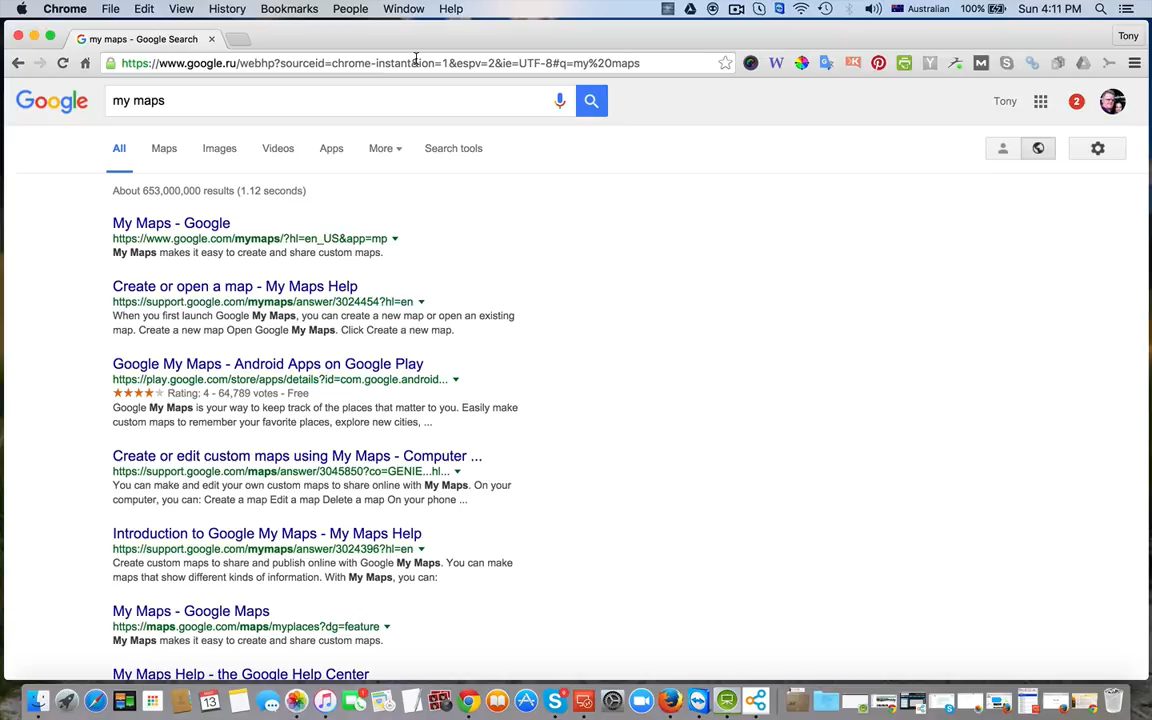 Chrome File Edit View History Bookmarks People Window Help Australian 100% Sun 4:11 PM
my maps - Google Search Tony
https://www.google.ru/webhp?sourceid=chrome-instant&ion=1&espv=2&ie=UTF-8#q=my%20maps
Google my maps Tony 2
All Maps Images Videos Apps More Search tools
About 653,000,000 results (1.12 seconds)
My Maps - Google
https://www.google.com/mymaps/?hl=en_US&app=mp
My Maps makes it easy to create and share custom maps.
Create or open a map - My Maps Help
https://support.google.com/mymaps/answer/3024454?hl=en
When you first launch Google My Maps, you can create a new map or open an existing
map. Create a new map Open Google My Maps. Click Create a new map.
Google My Maps - Android Apps on Google Play
https://play.google.com/store/apps/details?id=com.google.android...
Rating: 4 - 64,789 votes - Free
Google My Maps is your way to keep track of the places that matter to you. Easily make
custom maps to remember your favorite places, explore new cities, ...
Create or edit custom maps using My Maps - Computer ...
https://support.google.com/maps/answer/3045850?co=GENIE...hl...
You can make and edit your own custom maps to share online with My Maps. On your
computer, you can: Create a map Edit a map Delete a map On your phone ...
Introduction to Google My Maps - My Maps Help
https://support.google.com/mymaps/answer/3024396?hl=en
Create custom maps to share and publish online with Google My Maps. You can make
maps that show different kinds of information. With My Maps, you can:
My Maps - Google Maps
https://maps.google.com/maps/myplaces?dg=feature
My Maps makes it easy to create and share custom maps.
My Maps Help - the Google Help Center
13